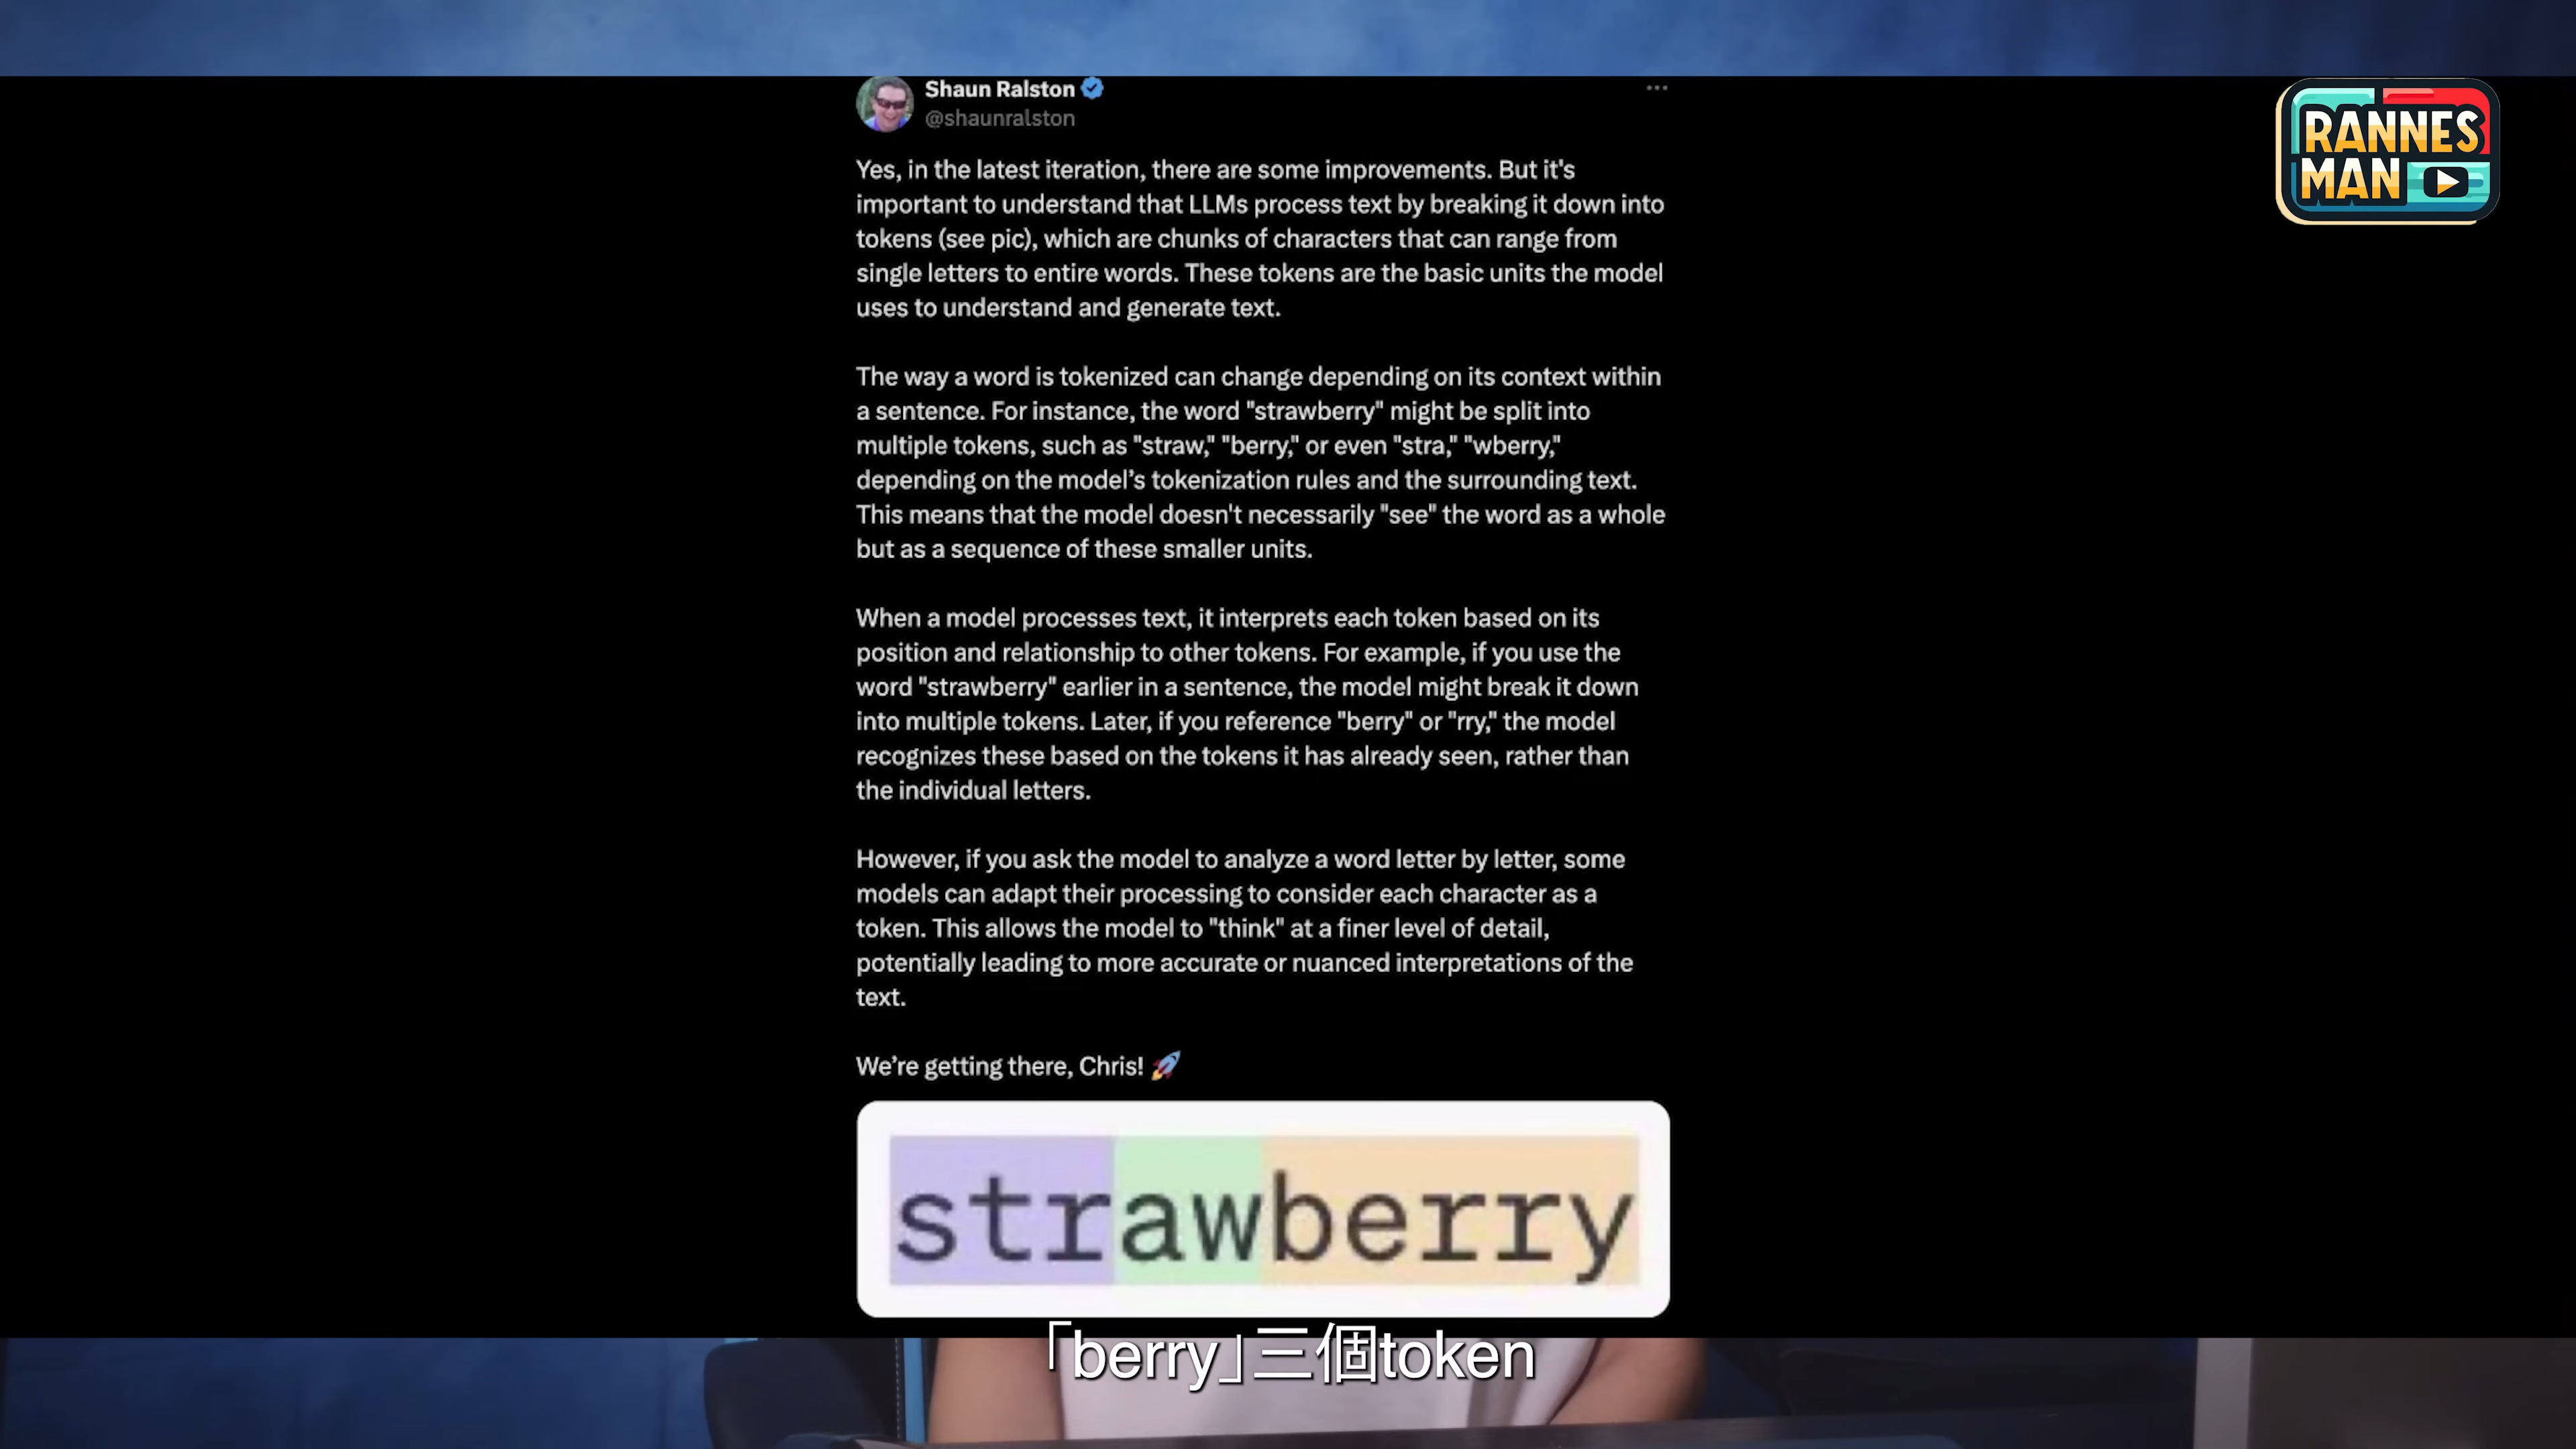 Shaun Ralston
@shaunralston
RANNES
MAN
Yes, in the latest iteration, there are some improvements. But it's
important to understand that LLMs process text by breaking it down into
tokens (see pic), which are chunks of characters that can range from
single letters to entire words. These tokens are the basic units the model
uses to understand and generate text.
The way a word is tokenized can change depending on its context within
a sentence. For instance, the word "strawberry" might be split into
multiple tokens, such as "straw," "berry," or even "stra," "wberry,"
depending on the model’s tokenization rules and the surrounding text.
This means that the model doesn't necessarily "see" the word as a whole
but as a sequence of these smaller units.
When a model processes text, it interprets each token based on its
position and relationship to other tokens. For example, if you use the
word "strawberry" earlier in a sentence, the model might break it down
into multiple tokens. Later, if you reference "berry" or "rry," the model
recognizes these based on the tokens it has already seen, rather than
the individual letters.
However, if you ask the model to analyze a word letter by letter, some
models can adapt their processing to consider each character as a
token. This allows the model to "think" at a finer level of detail,
potentially leading to more accurate or nuanced interpretations of the
text.
We’re getting there, Chris! 🚀
strawberry
「berry」三個token